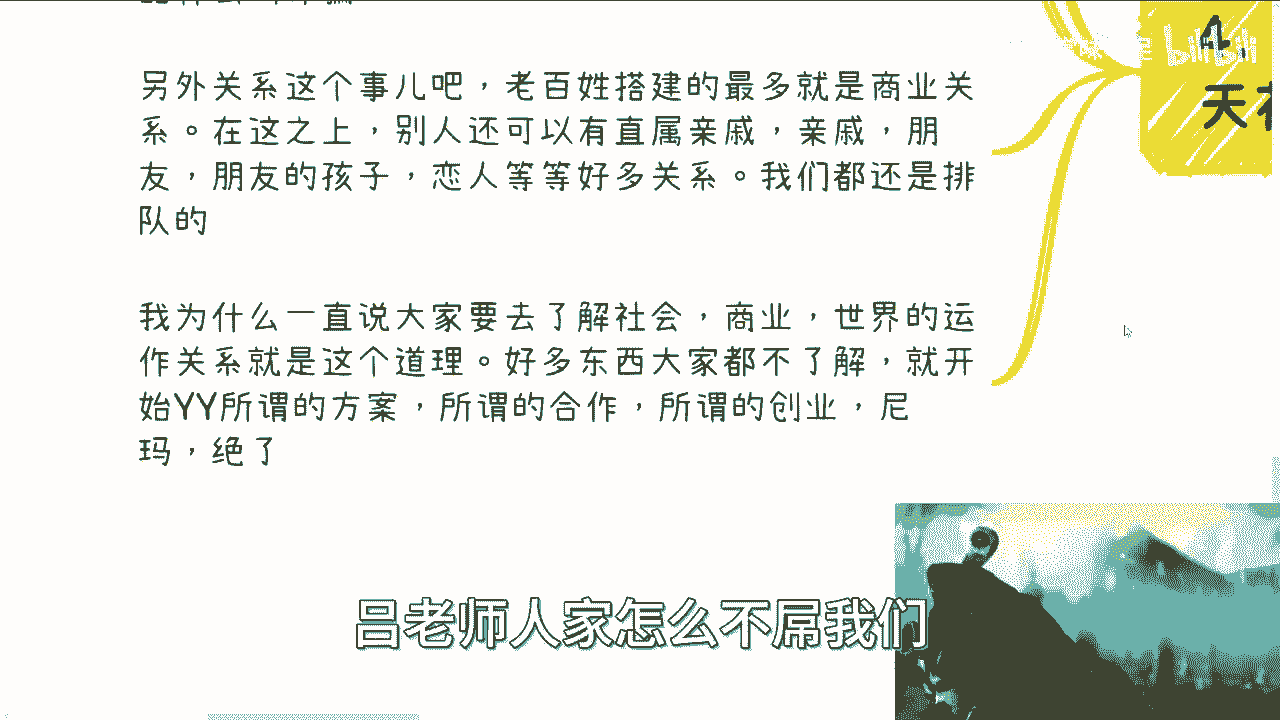 另外关系这个事儿吧，老百姓搭建的最多就是商业关
系。在这之上，别人还可以有直属亲戚，亲戚，朋
友，朋友的孩子，恋人等等好多关系。我们都还是排
队的
我为什么一直说大家要去了解社会，商业，世界的运
作关系就是这个道理。好多东西大家都不了解，就开
始YY所谓的方案，所谓的合作，所谓的创业，尼
玛，绝了
4.
天花
bilibili
吕老师人家怎么不屌我们